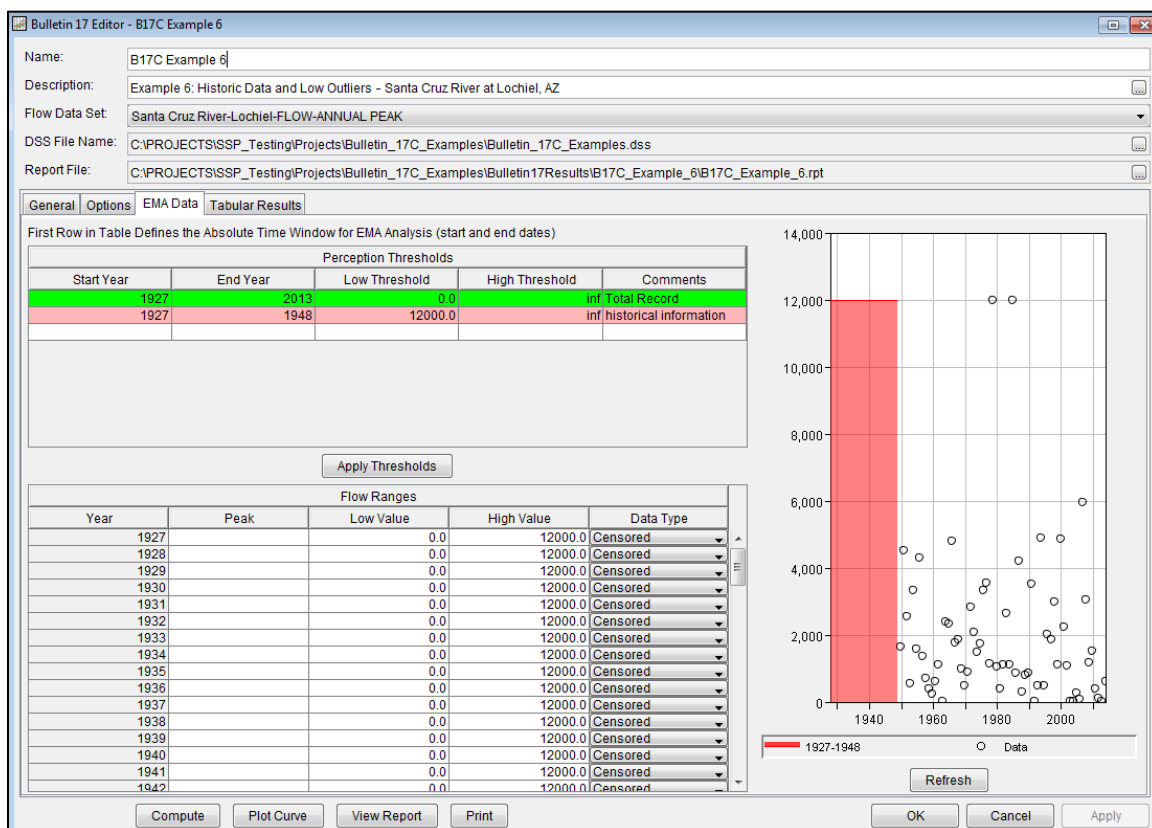 Bulletin 17 Editor - B17C Example 6
Name: B17C Example 6
Description: Example 6: Historic Data and Low Outliers - Santa Cruz River at Lochiel, AZ ...
Flow Data Set: Santa Cruz River-Lochiel-FLOW-ANNUAL PEAK
DSS File Name: C:\PROJECTS\SSP_Testing\Projects\Bulletin_17C_Examples\Bulletin_17C_Examples.dss ...
Report File: C:\PROJECTS\SSP_Testing\Projects\Bulletin_17C_Examples\Bulletin17Results\B17C_Example_6\B17C_Example_6.rpt ...
General Options EMA Data Tabular Results
First Row in Table Defines the Absolute Time Window for EMA Analysis (start and end dates)
Perception Thresholds
Start Year End Year Low Threshold High Threshold Comments
1927 2013 0.0 inf Total Record
1927 1948 12000.0 inf historical information
Apply Thresholds
Flow Ranges
Year Peak Low Value High Value Data Type
1927 0.0 12000.0 Censored
1928 0.0 12000.0 Censored
1929 0.0 12000.0 Censored
1930 0.0 12000.0 Censored
1931 0.0 12000.0 Censored
1932 0.0 12000.0 Censored
1933 0.0 12000.0 Censored
1934 0.0 12000.0 Censored
1935 0.0 12000.0 Censored
1936 0.0 12000.0 Censored
1937 0.0 12000.0 Censored
1938 0.0 12000.0 Censored
1939 0.0 12000.0 Censored
1940 0.0 12000.0 Censored
1941 0.0 12000.0 Censored
1942 0.0 12000.0 Censored
14,000
12,000
10,000
8,000
6,000
4,000
2,000
0
1940 1960 1980 2000
1927-1948 Data
Refresh
Compute Plot Curve View Report Print OK Cancel Apply